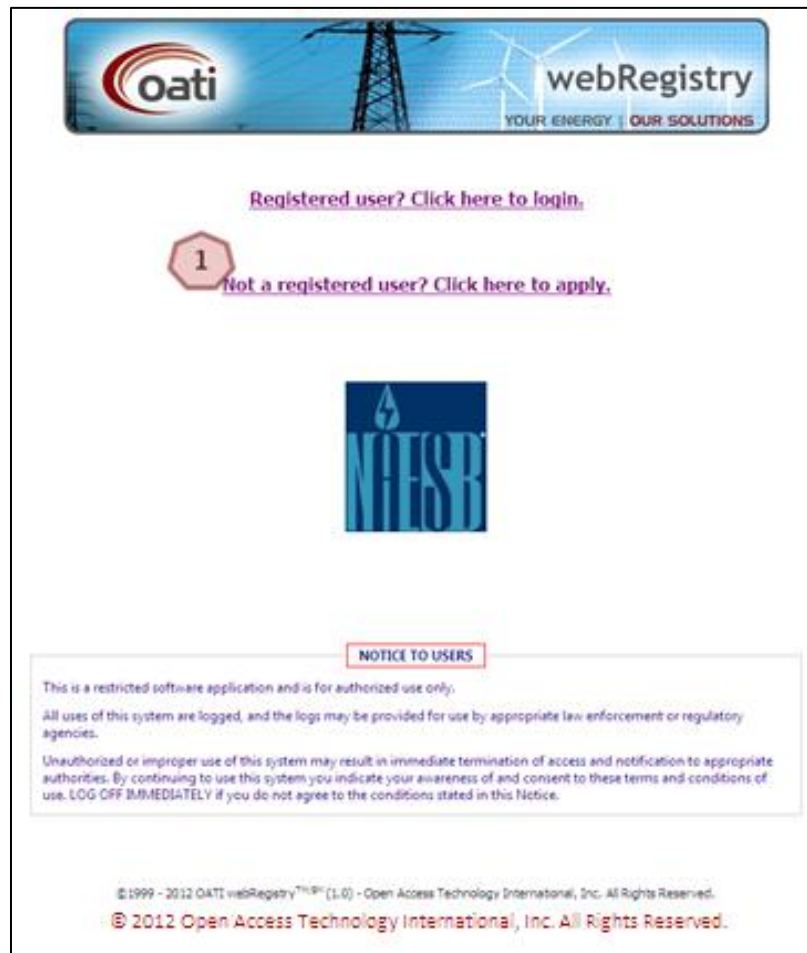 oati
webRegistry
YOUR ENERGY | OUR SOLUTIONS
Registered user? Click here to login.
1
Not a registered user? Click here to apply.
NAESB
NOTICE TO USERS
This is a restricted software application and is for authorized use only.
All uses of this system are logged, and the logs may be provided for use by appropriate law enforcement or regulatory
agencies.
Unauthorized or improper use of this system may result in immediate termination of access and notification to appropriate
authorities. By continuing to use this system you indicate your awareness of and consent to these terms and conditions of
use. LOG OFF IMMEDIATELY if you do not agree to the conditions stated in this Notice.
©1999 - 2012 OATI webRegistry (1.0) - Open Access Technology International, Inc. All Rights Reserved.
© 2012 Open Access Technology International, Inc. All Rights Reserved.